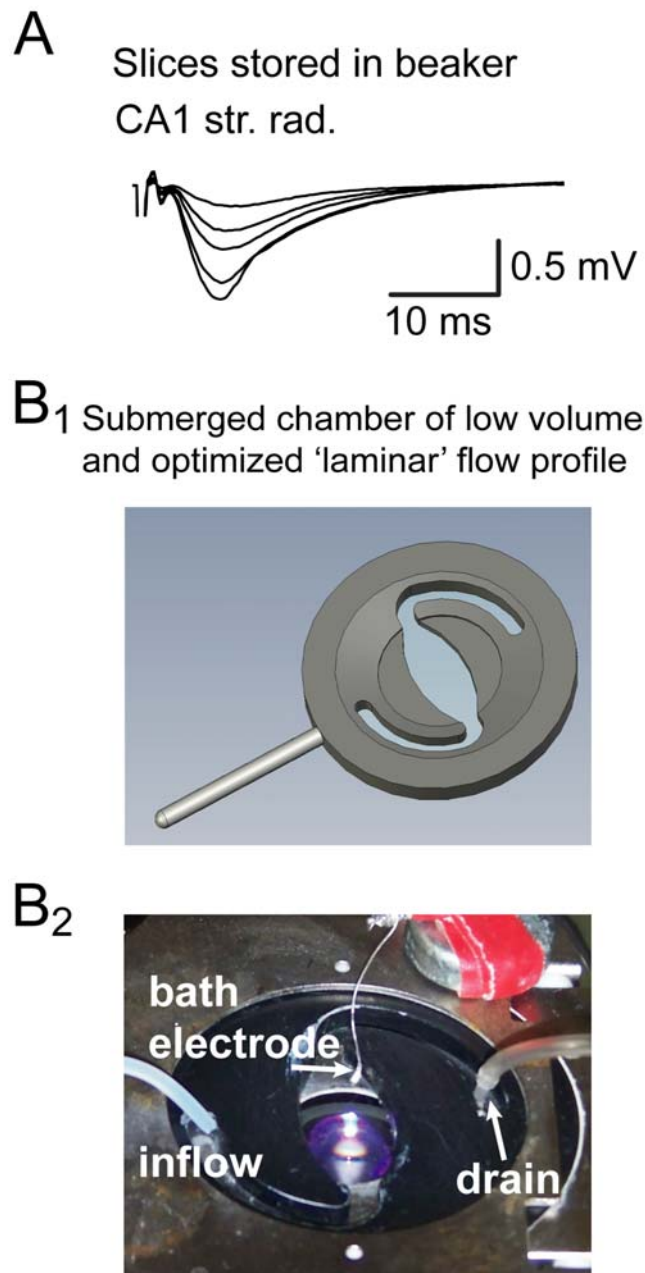 A
Slices stored in beaker
CA1 str. rad.
0.5 mV
10 ms
B1 Submerged chamber of low volume
and optimized ‘laminar’ flow profile
B2
bath
electrode
inflow
drain